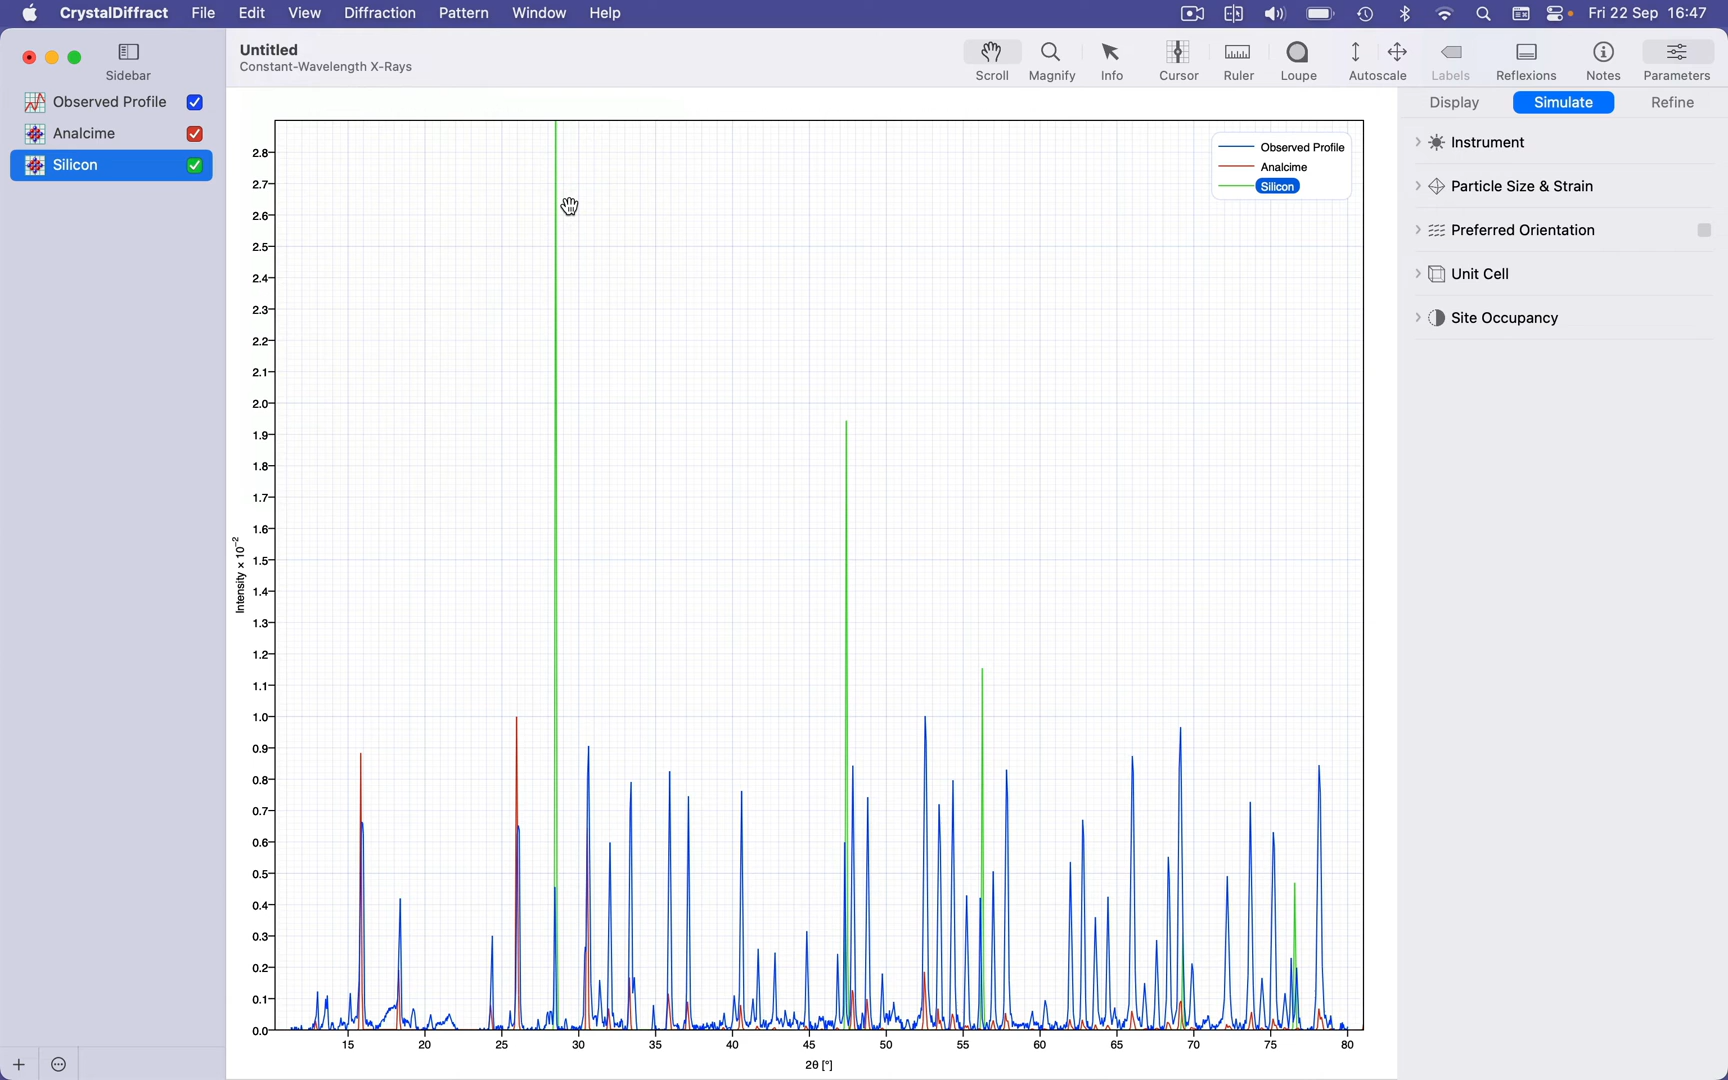 CrystalDiffract File Edit View Diffraction Pattern Window Help Fri 22 Sep 16:47
Sidebar
Untitled
Constant-Wavelength X-Rays
Scroll Magnify Info Cursor Ruler Loupe Autoscale Labels Reflexions Notes Parameters
Observed Profile
Analcime
Silicon
Display Simulate Refine
Instrument
Particle Size & Strain
Preferred Orientation
Unit Cell
Site Occupancy
Observed Profile
Analcime
Silicon
Intensity × 10⁻²
2.8
2.7
2.6
2.5
2.4
2.3
2.2
2.1
2.0
1.9
1.8
1.7
1.6
1.5
1.4
1.3
1.2
1.1
1.0
0.9
0.8
0.7
0.6
0.5
0.4
0.3
0.2
0.1
0.0
15 20 25 30 35 40 45 50 55 60 65 70 75 80
2θ [°]